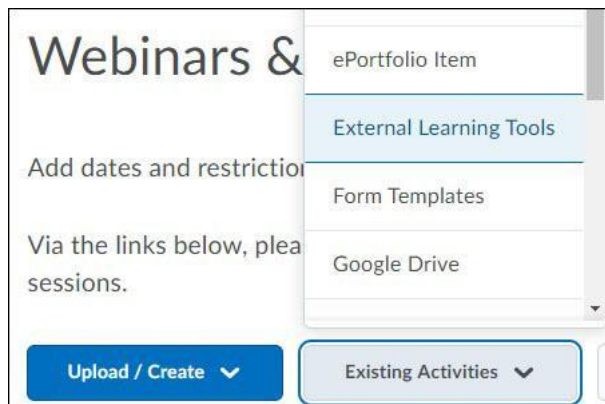 Webinars &
ePortfolio Item
External Learning Tools
Add dates and restriction
Form Templates
Via the links below, plea
Google Drive
sessions.
Upload / Create
Existing Activities